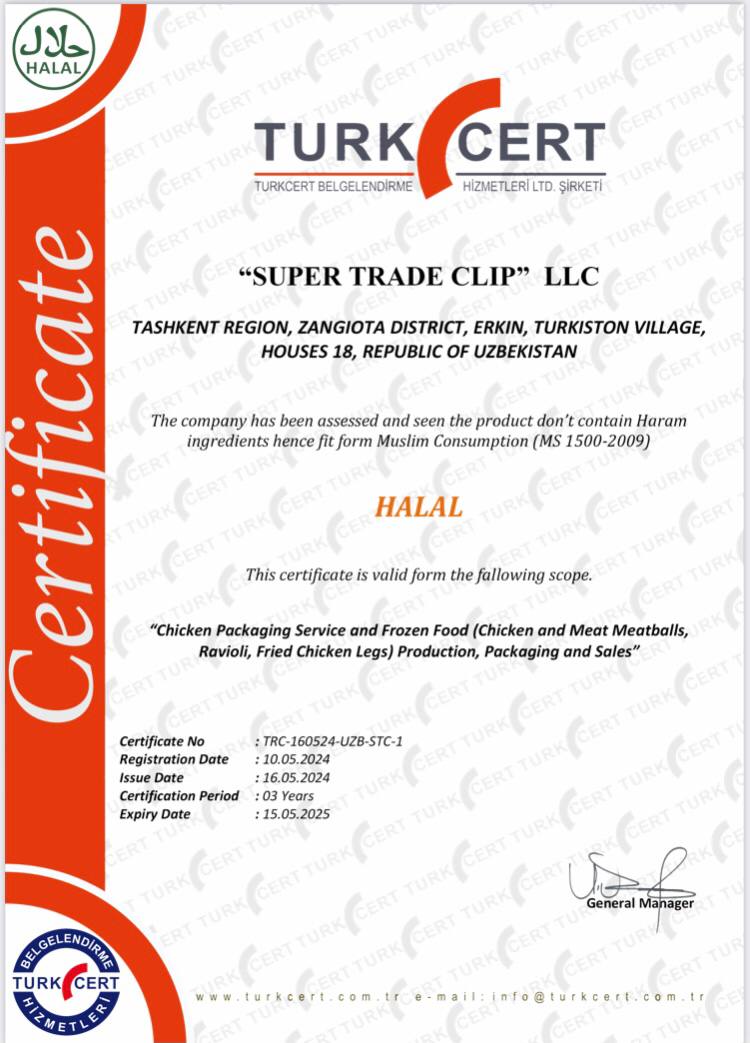 حلال
HALAL
TURK CERT
TURKCERT BELGELENDİRME HİZMETLERİ LTD. ŞİRKETİ
Certificate
“SUPER TRADE CLIP” LLC
TASHKENT REGION, ZANGIOTA DISTRICT, ERKIN, TURKISTON VILLAGE,
HOUSES 18, REPUBLIC OF UZBEKISTAN
The company has been assessed and seen the product don’t contain Haram
ingredients hence fit form Muslim Consumption (MS 1500-2009)
HALAL
This certificate is valid form the fallowing scope.
“Chicken Packaging Service and Frozen Food (Chicken and Meat Meatballs,
Ravioli, Fried Chicken Legs) Production, Packaging and Sales”
Certificate No : TRC-160524-UZB-STC-1
Registration Date : 10.05.2024
Issue Date : 16.05.2024
Certification Period : 03 Years
Expiry Date : 15.05.2025
General Manager
BELGELENDİRME
TURK CERT
HİZMETLERİ
www.turkcert.com.tr e-mail: info@turkcert.com.tr